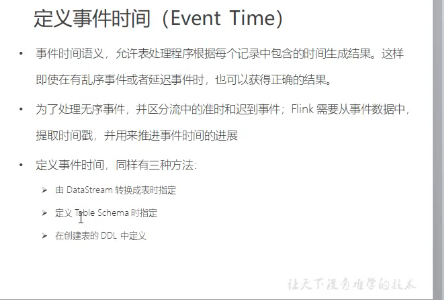 定义事件时间（Event Time）
• 事件时间语义，允许表处理程序根据每个记录中包含的时间生成结果。这样
即使在有乱序事件或者延迟事件时，也可以获得正确的结果。
• 为了处理无序事件，并区分流中的准时和迟到事件；Flink 需要从事件数据中，
提取时间戳，并用来推进事件时间的进展
• 定义事件时间，同样有三种方法：
➢ 由 DataStream 转换成表时指定
➢ 定义 Table Schema 时指定
➢ 在创建表的 DDL 中定义
让天下没有难学的技术